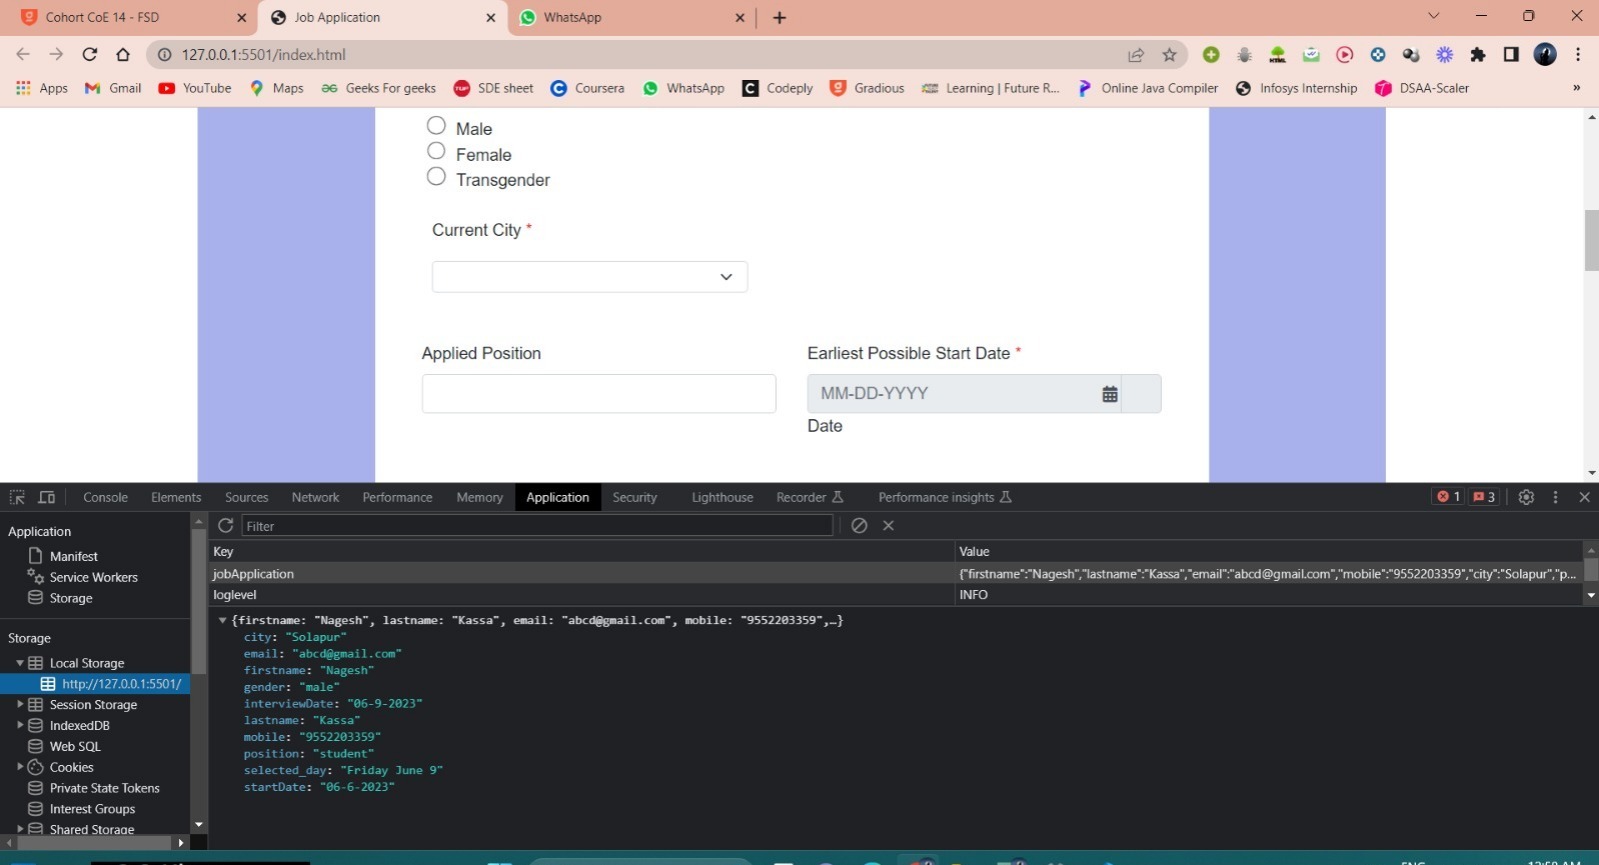 Cohort CoE 14 - FSD
Job Application
WhatsApp
127.0.0.1:5501/index.html
Apps Gmail YouTube Maps Geeks For geeks SDE sheet Coursera WhatsApp Codeply Gradious Learning | Future R... Online Java Compiler Infosys Internship DSAA-Scaler »
Male
Female
Transgender
Current City *
Applied Position
Earliest Possible Start Date *
MM-DD-YYYY
Date
Console Elements Sources Network Performance Memory Application Security Lighthouse Recorder Performance insights 1 3
Application
Manifest
Service Workers
Storage
Storage
Local Storage
http://127.0.0.1:5501/
Session Storage
IndexedDB
Web SQL
Cookies
Private State Tokens
Interest Groups
Shared Storage
Filter
Key Value
jobApplication {"firstname":"Nagesh","lastname":"Kassa","email":"abcd@gmail.com","mobile":"9552203359","city":"Solapur","p...
loglevel INFO
{firstname: "Nagesh", lastname: "Kassa", email: "abcd@gmail.com", mobile: "9552203359",…}
city: "Solapur"
email: "abcd@gmail.com"
firstname: "Nagesh"
gender: "male"
interviewDate: "06-9-2023"
lastname: "Kassa"
mobile: "9552203359"
position: "student"
selected_day: "Friday June 9"
startDate: "06-6-2023"